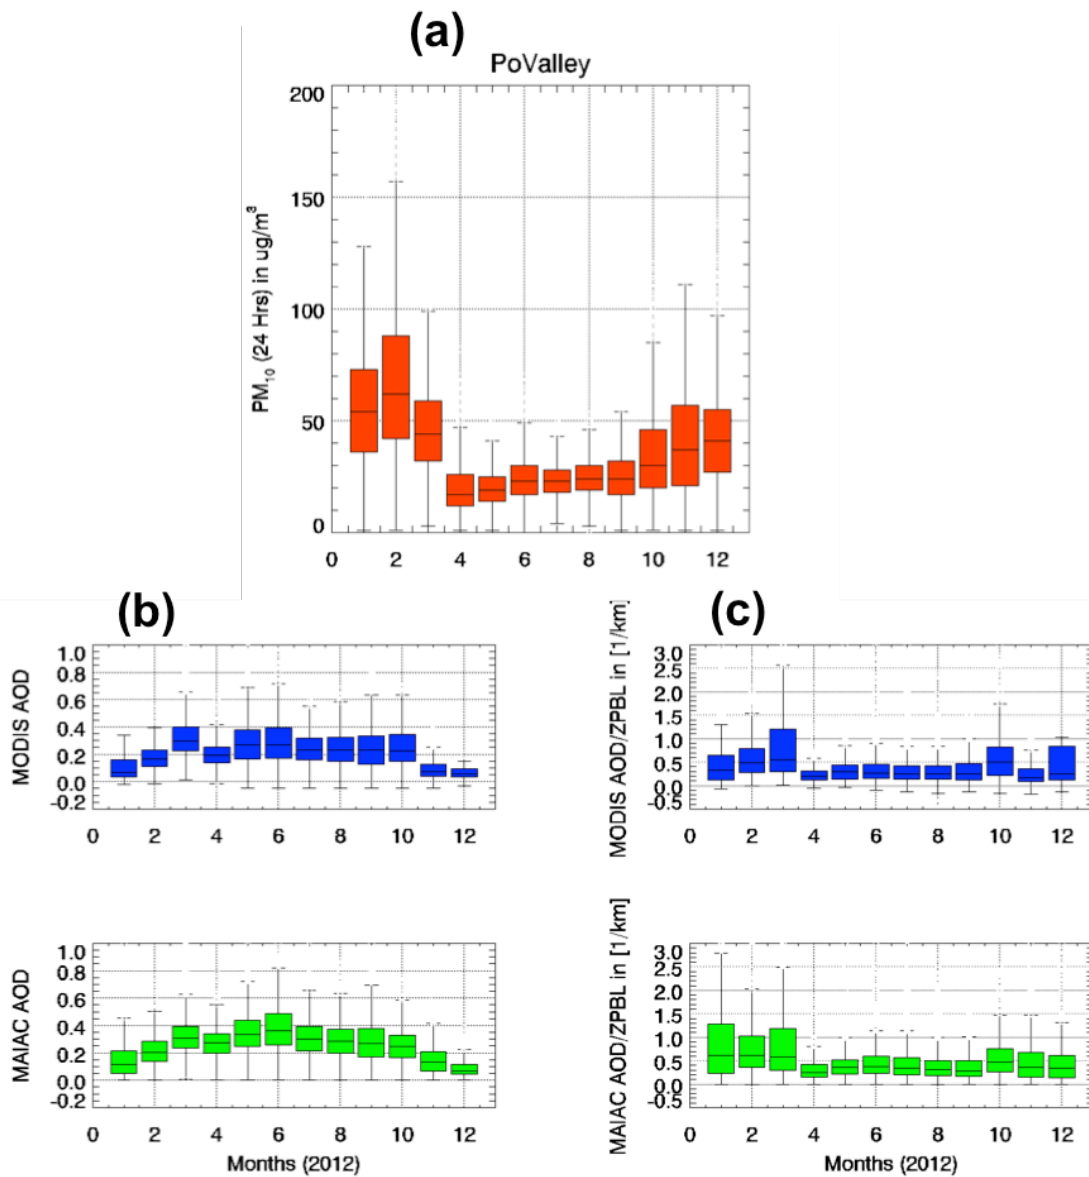 (a)
PoValley
PM10 (24 Hrs) in ug/m³
200
150
100
50
0
0 2 4 6 8 10 12
(b)
MODIS AOD
1.0
0.8
0.6
0.4
0.2
0.0
-0.2
0 2 4 6 8 10 12
(c)
MODIS AOD/ZPBL in [1/km]
3.0
2.5
2.0
1.5
1.0
0.5
0.0
-0.5
0 2 4 6 8 10 12
MAIAC AOD
1.0
0.8
0.6
0.4
0.2
0.0
-0.2
0 2 4 6 8 10 12
Months (2012)
MAIAC AOD/ZPBL in [1/km]
3.0
2.5
2.0
1.5
1.0
0.5
0.0
-0.5
0 2 4 6 8 10 12
Months (2012)